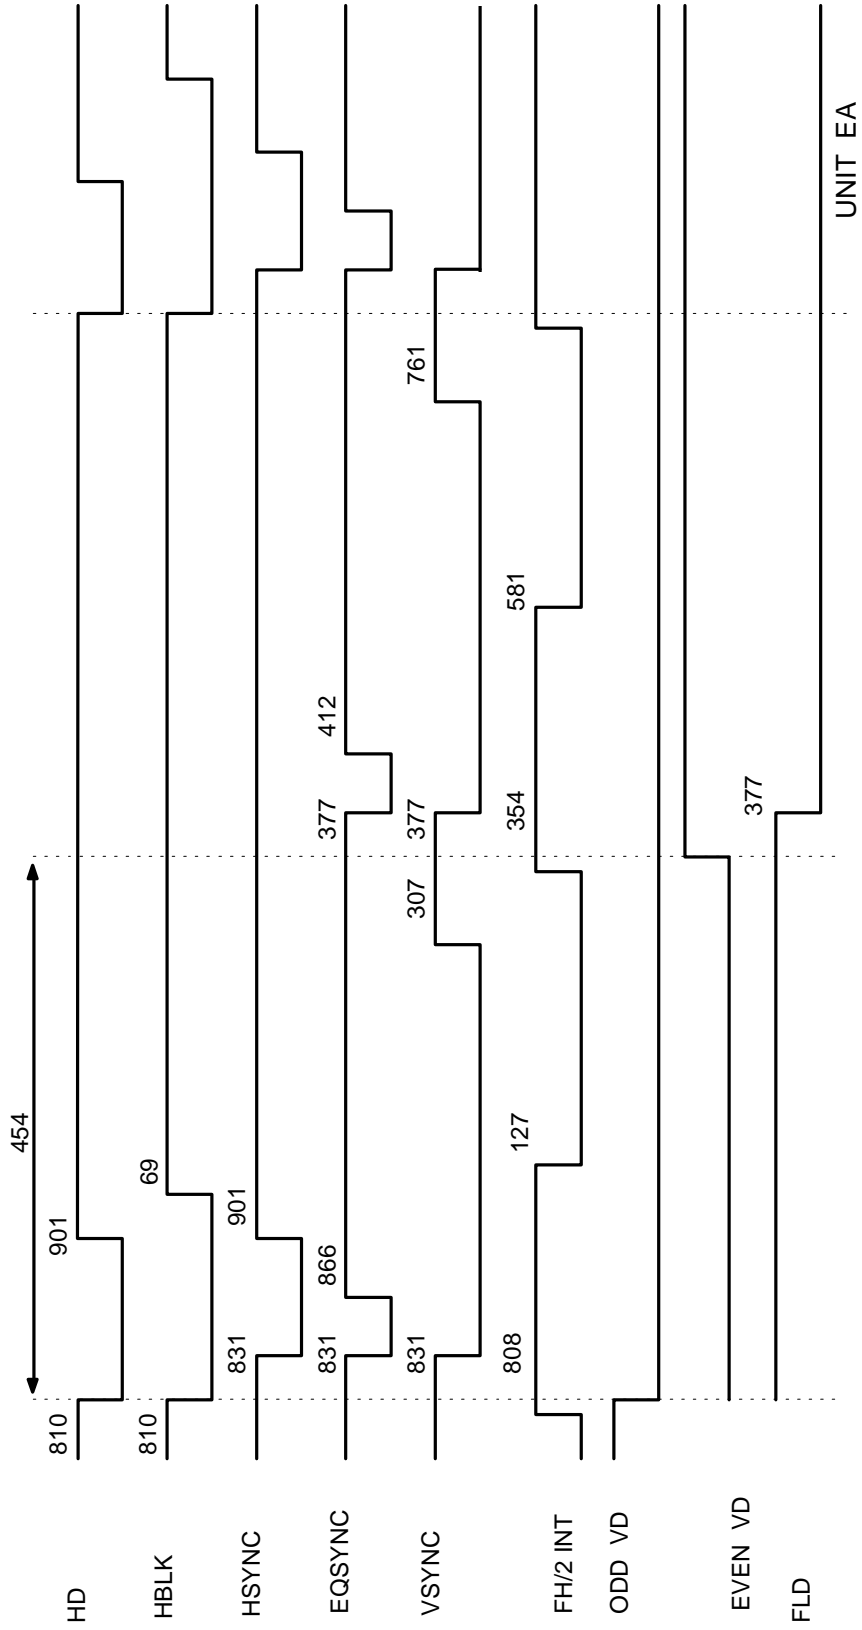 454
HD
810
901
HBLK
810
69
HSYNC
831
901
EQSYNC
831
866
377
412
VSYNC
831
307
377
761
FH/2 INT
808
127
354
581
ODD VD
EVEN VD
FLD
377
UNIT EA